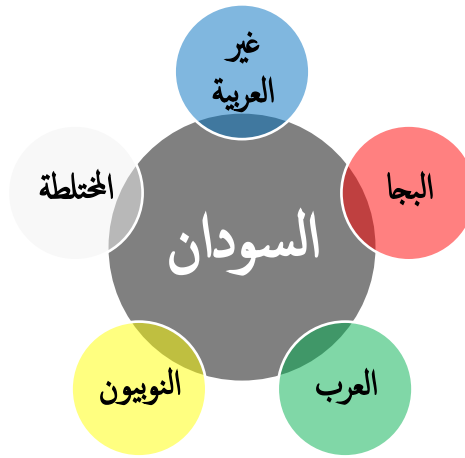 غير
العربية
البجا
المختلطة
السودان
العرب
النوبيون